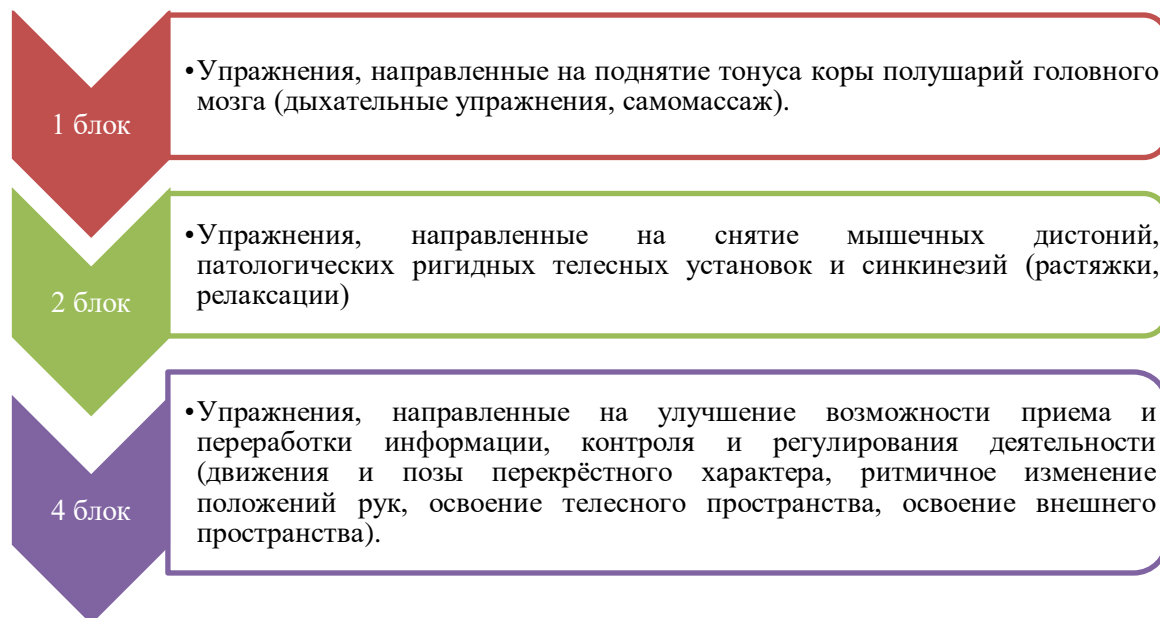 1 блок
•Упражнения, направленные на поднятие тонуса коры полушарий головного
мозга (дыхательные упражнения, самомассаж).
2 блок
•Упражнения, направленные на снятие мышечных дистоний,
патологических ригидных телесных установок и синкинезий (растяжки,
релаксации)
4 блок
•Упражнения, направленные на улучшение возможности приема и
переработки информации, контроля и регулирования деятельности
(движения и позы перекрёстного характера, ритмичное изменение
положений рук, освоение телесного пространства, освоение внешнего
пространства).